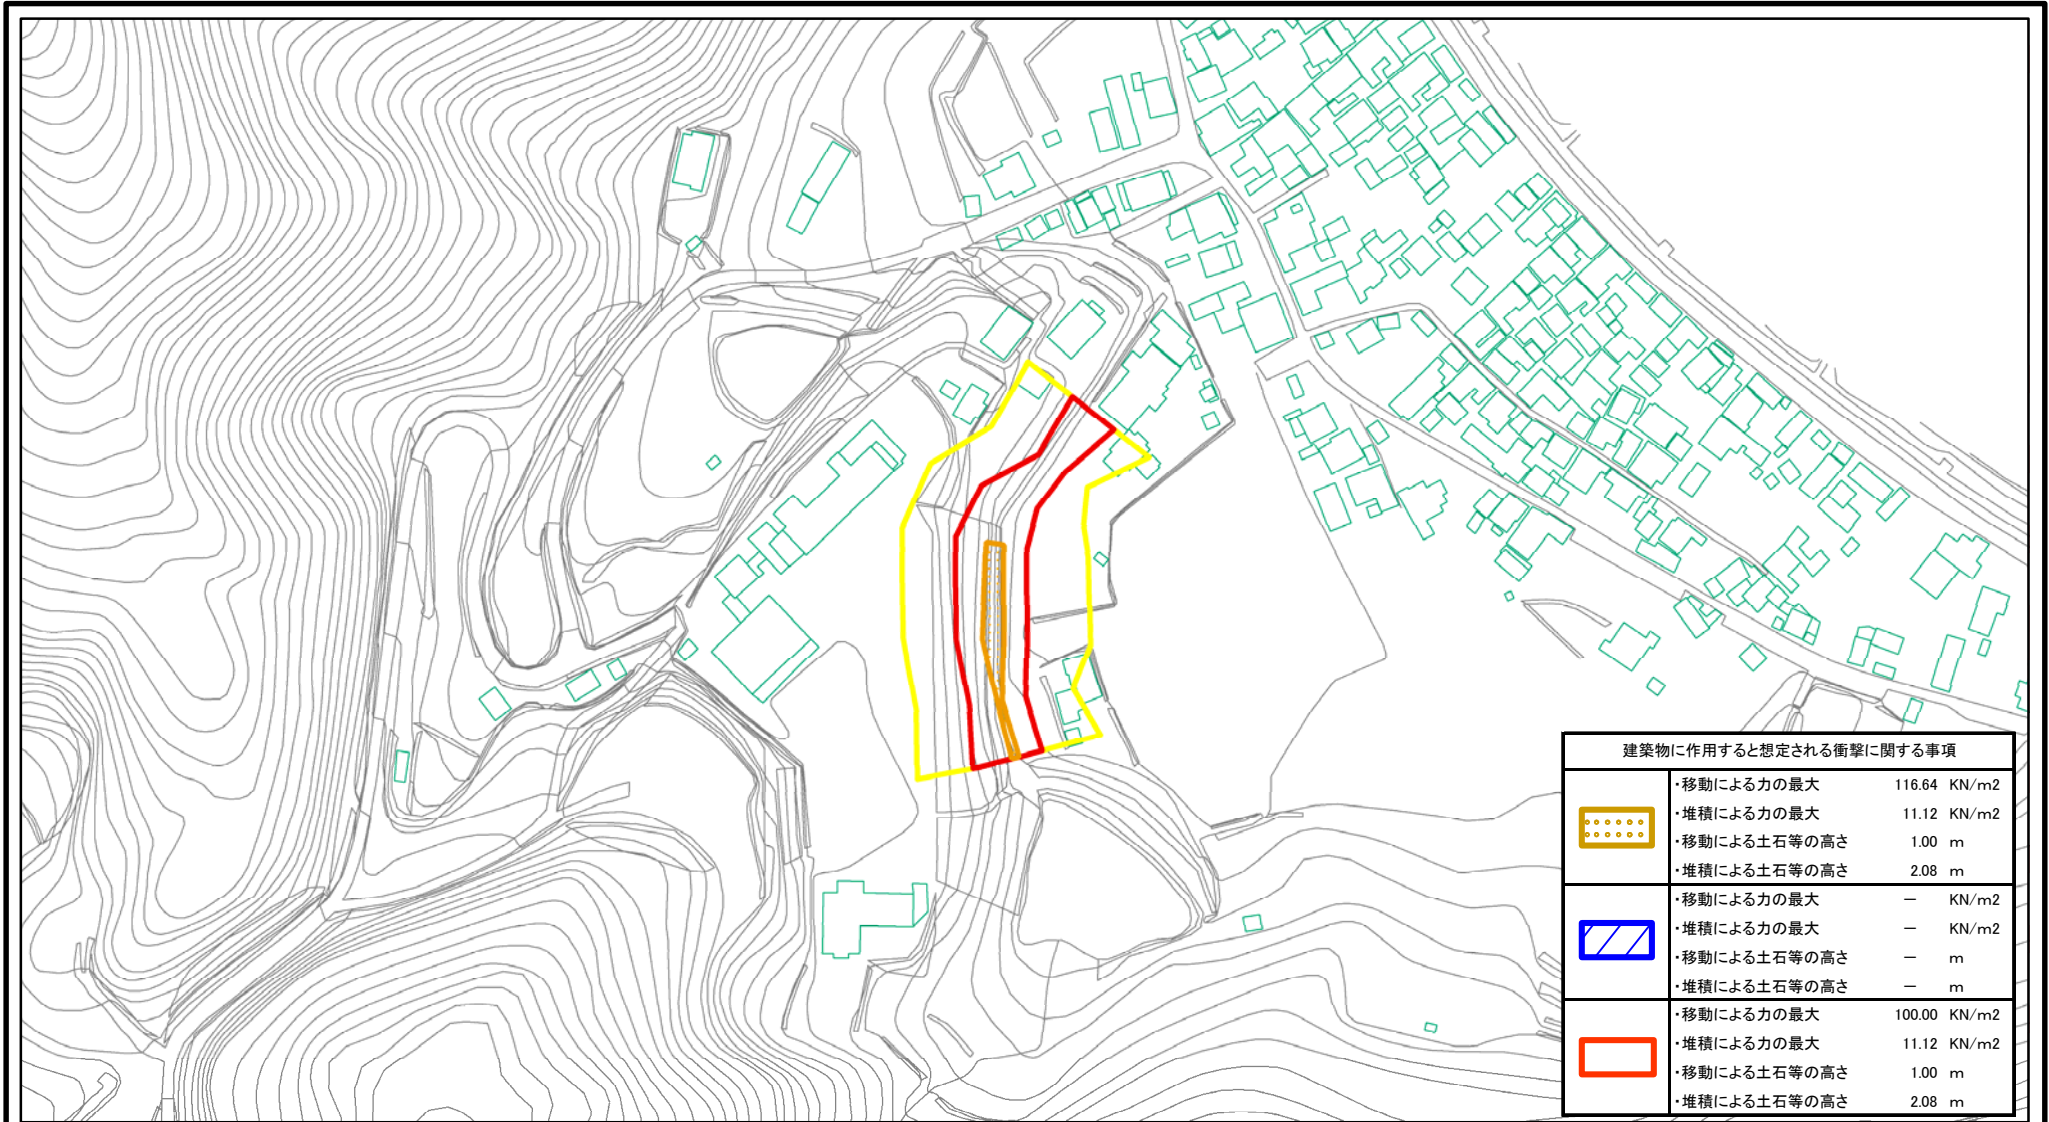 建築物に作用すると想定される衝撃に関する事項
・移動による力の最大 116.64 KN/m2
・堆積による力の最大 11.12 KN/m2
・移動による土石等の高さ 1.00 m
・堆積による土石等の高さ 2.08 m
・移動による力の最大 － KN/m2
・堆積による力の最大 － KN/m2
・移動による土石等の高さ － m
・堆積による土石等の高さ － m
・移動による力の最大 100.00 KN/m2
・堆積による力の最大 11.12 KN/m2
・移動による土石等の高さ 1.00 m
・堆積による土石等の高さ 2.08 m